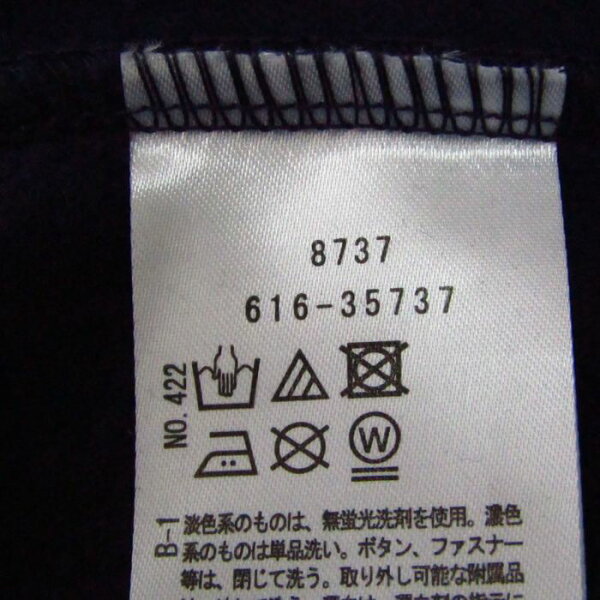 8737
616-35737
NO.422
W
B-1
淡色系のものは、無蛍光洗剤を使用。濃色
系のものは単品洗い。ボタン、ファスナー
等は、閉じて洗う。取り外し可能な附属品